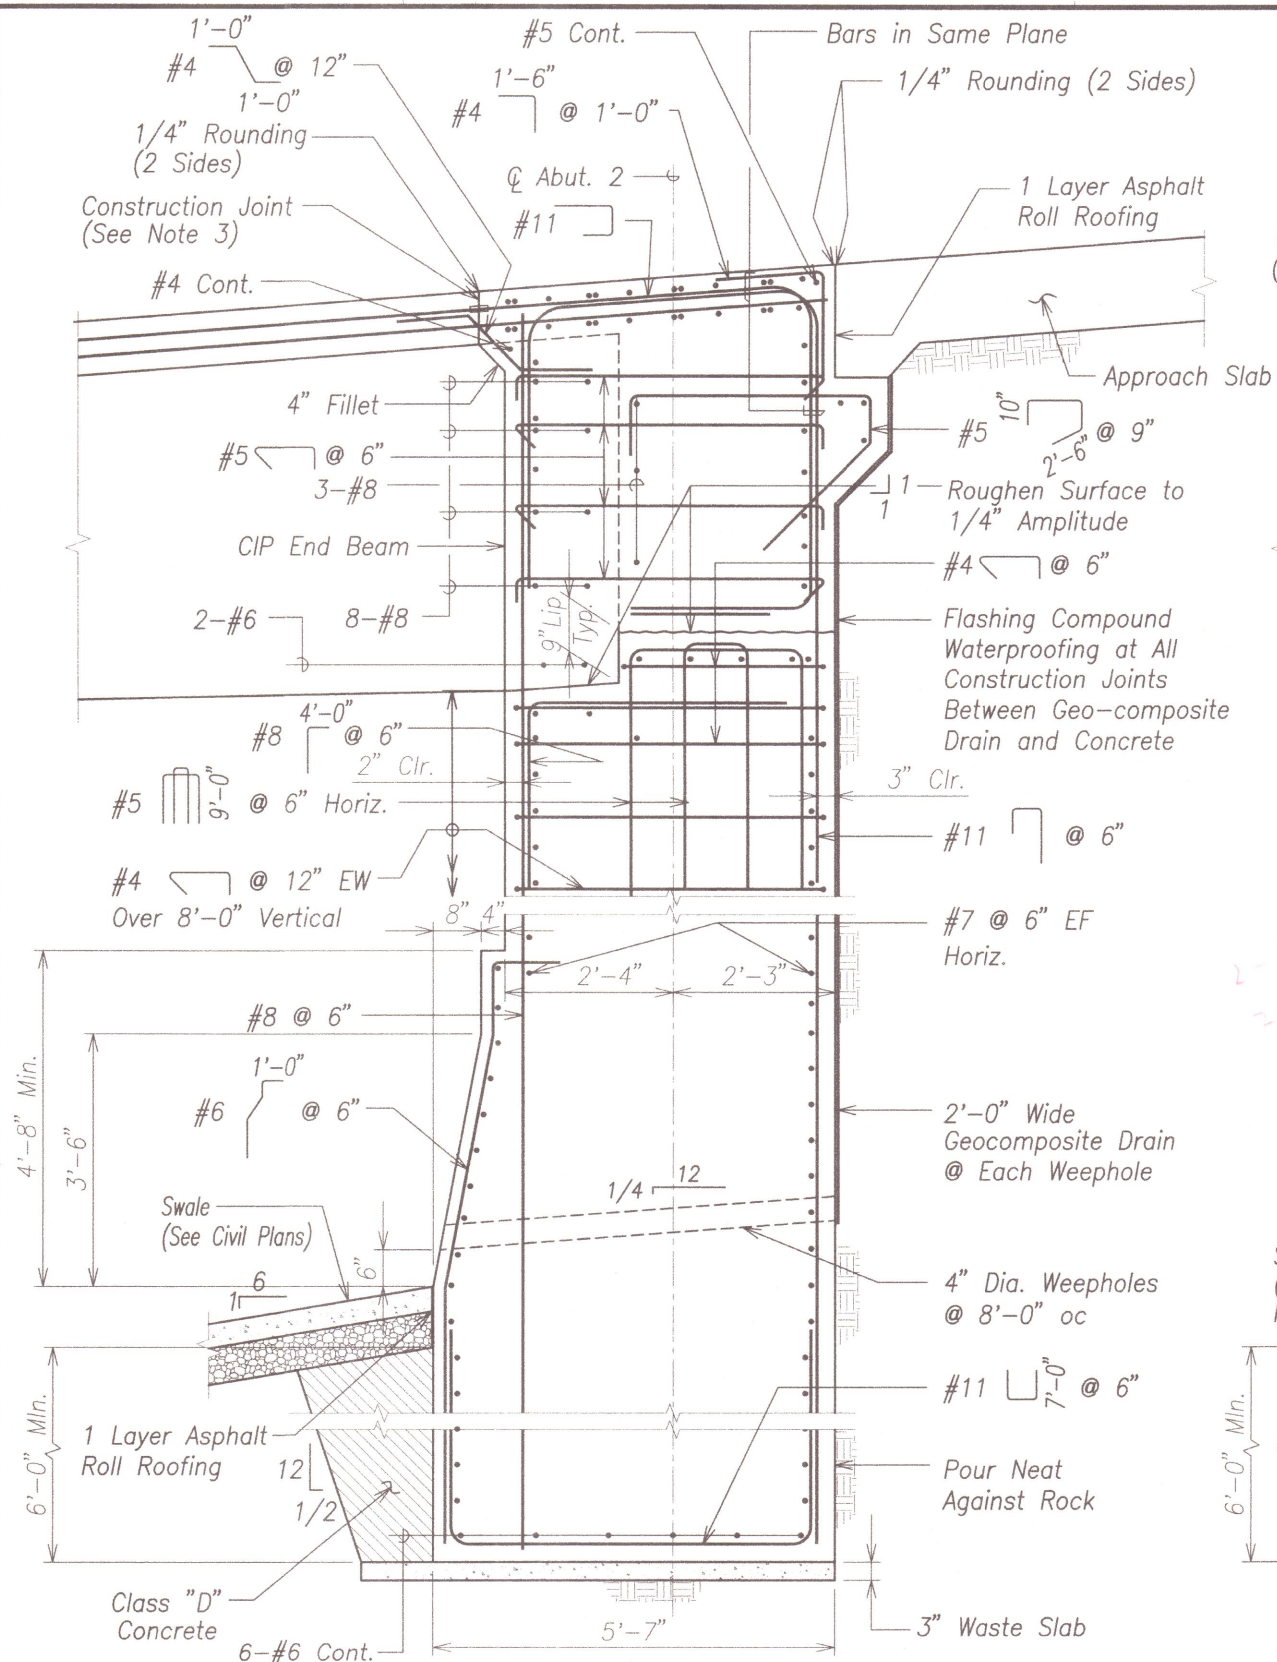 1'-0"
#4 @ 12"
1'-0"
1/4" Rounding
(2 Sides)
Construction Joint
(See Note 3)
#4 Cont.
#5 Cont.
1'-6"
#4 @ 1'-0"
℄ Abut. 2
#11
Bars in Same Plane
1/4" Rounding (2 Sides)
1 Layer Asphalt
Roll Roofing
Approach Slab
4" Fillet
#5 @ 6"
3-#8
CIP End Beam
2-#6
8-#8
9" Lip
Typ.
10"
#5 @ 9"
2'-6"
1
1
Roughen Surface to
1/4" Amplitude
#4 @ 6"
Flashing Compound
Waterproofing at All
Construction Joints
Between Geo-composite
Drain and Concrete
4'-0"
#8 @ 6"
2" Clr.
3" Clr.
#5 9'-0" @ 6" Horiz.
#11 @ 6"
#4 @ 12" EW
Over 8'-0" Vertical
8" 4"
#7 @ 6" EF
Horiz.
2'-4" 2'-3"
#8 @ 6"
4'-8" Min.
3'-6"
1'-0"
#6 @ 6"
2'-0" Wide
Geocomposite Drain
@ Each Weephole
12
1/4
Swale
(See Civil Plans)
6"
6
1
4" Dia. Weepholes
@ 8'-0" oc
#11 7'-0" @ 6"
6'-0" MIn.
1 Layer Asphalt
Roll Roofing
12
1/2
Pour Neat
Against Rock
6'-0" MIn.
Class "D"
Concrete
6-#6 Cont.
5'-7"
3" Waste Slab